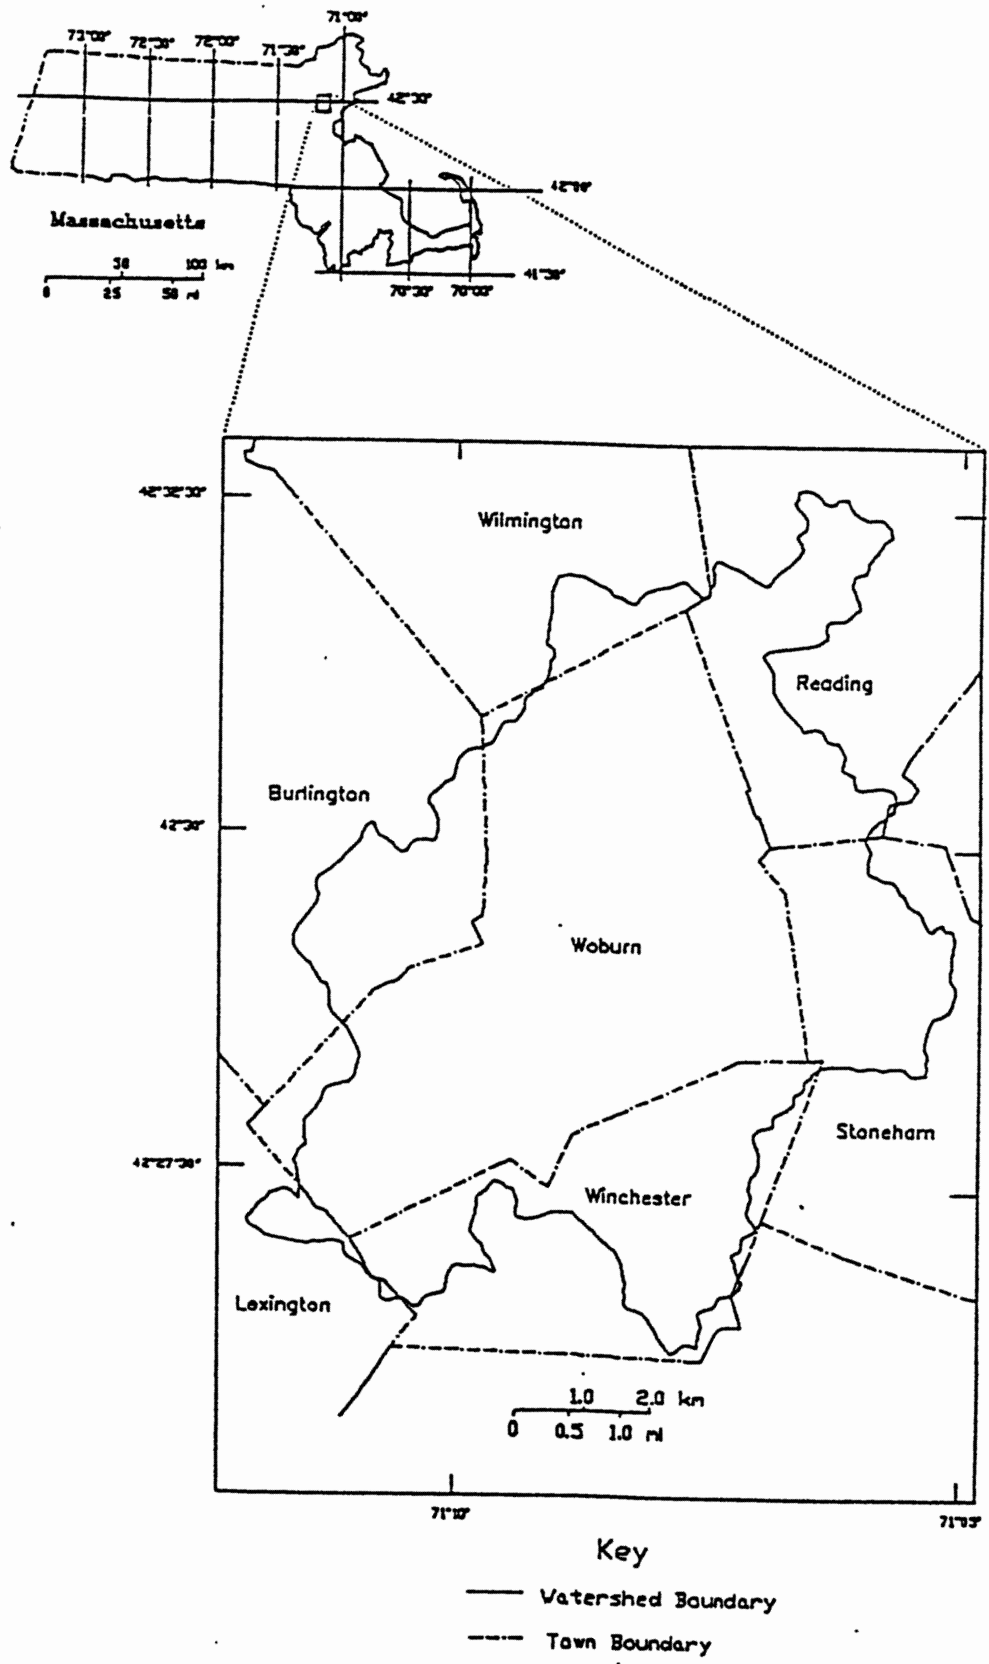 71°00'
73°00' 72°30' 72°00' 71°30'
42°30'
42°00'
Massachusetts
50 100 km
0 25 50 mi
41°30'
70°30' 70°00'
42°32'30"
Wilmington
Reading
Burlington
42°30'
Woburn
Stoneham
42°27'30"
Winchester
Lexington
1.0 2.0 km
0 0.5 1.0 mi
71°10'
71°05'
Key
Watershed Boundary
Town Boundary